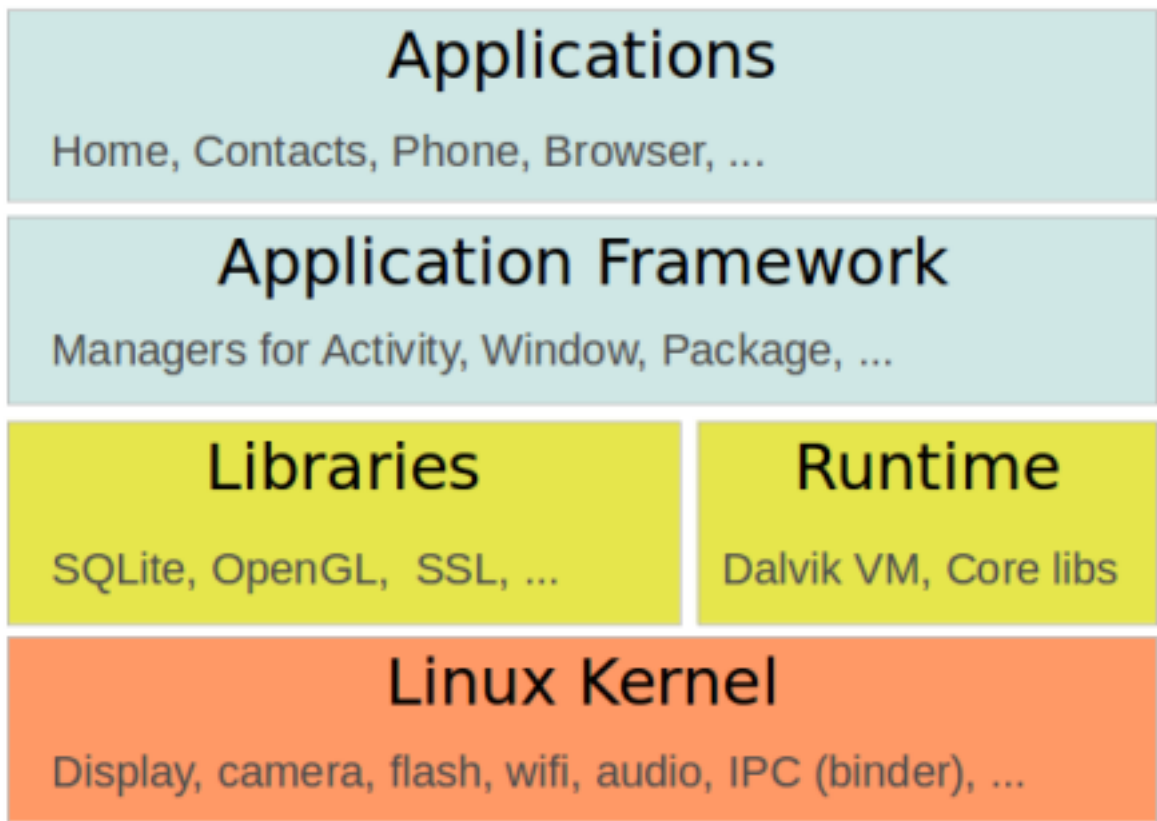 Applications
Home, Contacts, Phone, Browser, ...
Application Framework
Managers for Activity, Window, Package, ...
Libraries
SQLite, OpenGL,  SSL, ...
Runtime
Dalvik VM, Core libs
Linux Kernel
Display, camera, flash, wifi, audio, IPC (binder), ...